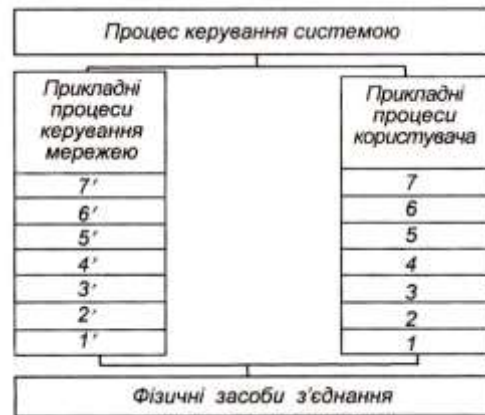 Процес керування системою
Прикладні
процеси
керування
мережею
7'
6'
5'
4'
3'
2'
1'
Прикладні
процеси
користувача
7
6
5
4
3
2
1
Фізичні засоби з'єднання